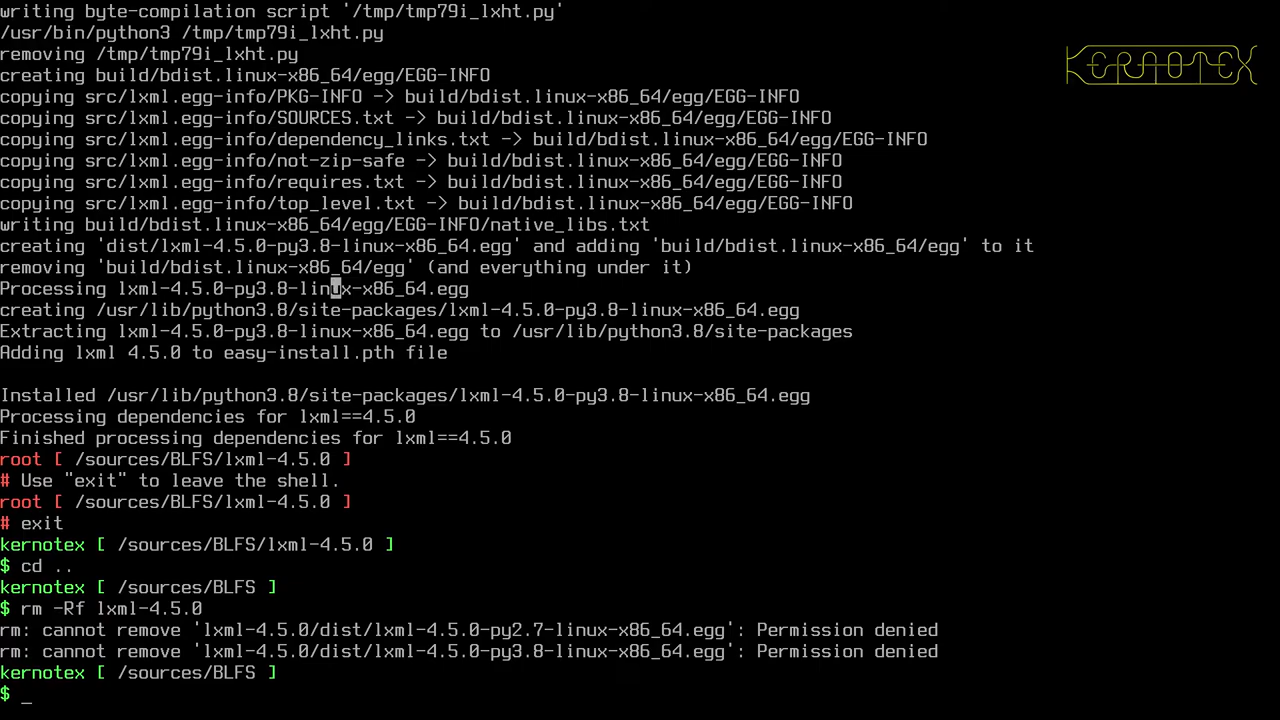 writing byte-compilation script '/tmp/tmp79i_lxht.py'
/usr/bin/python3 /tmp/tmp79i_lxht.py
removing /tmp/tmp79i_lxht.py
KERNOTEX
creating build/bdist.linux-x86_64/egg/EGG-INFO
copying src/lxml.egg-info/PKG-INFO -> build/bdist.linux-x86_64/egg/EGG-INFO
copying src/lxml.egg-info/SOURCES.txt -> build/bdist.linux-x86_64/egg/EGG-INFO
copying src/lxml.egg-info/dependency_links.txt -> build/bdist.linux-x86_64/egg/EGG-INFO
copying src/lxml.egg-info/not-zip-safe -> build/bdist.linux-x86_64/egg/EGG-INFO
copying src/lxml.egg-info/requires.txt -> build/bdist.linux-x86_64/egg/EGG-INFO
copying src/lxml.egg-info/top_level.txt -> build/bdist.linux-x86_64/egg/EGG-INFO
writing build/bdist.linux-x86_64/egg/EGG-INFO/native_libs.txt
creating 'dist/lxml-4.5.0-py3.8-linux-x86_64.egg' and adding 'build/bdist.linux-x86_64/egg' to it
removing 'build/bdist.linux-x86_64/egg' (and everything under it)
Processing lxml-4.5.0-py3.8-linux-x86_64.egg
creating /usr/lib/python3.8/site-packages/lxml-4.5.0-py3.8-linux-x86_64.egg
Extracting lxml-4.5.0-py3.8-linux-x86_64.egg to /usr/lib/python3.8/site-packages
Adding lxml 4.5.0 to easy-install.pth file
Installed /usr/lib/python3.8/site-packages/lxml-4.5.0-py3.8-linux-x86_64.egg
Processing dependencies for lxml==4.5.0
Finished processing dependencies for lxml==4.5.0
root [ /sources/BLFS/lxml-4.5.0 ]
# Use "exit" to leave the shell.
root [ /sources/BLFS/lxml-4.5.0 ]
# exit
kernotex [ /sources/BLFS/lxml-4.5.0 ]
$ cd ..
kernotex [ /sources/BLFS ]
$ rm -Rf lxml-4.5.0
rm: cannot remove 'lxml-4.5.0/dist/lxml-4.5.0-py2.7-linux-x86_64.egg': Permission denied
rm: cannot remove 'lxml-4.5.0/dist/lxml-4.5.0-py3.8-linux-x86_64.egg': Permission denied
kernotex [ /sources/BLFS ]
$ _